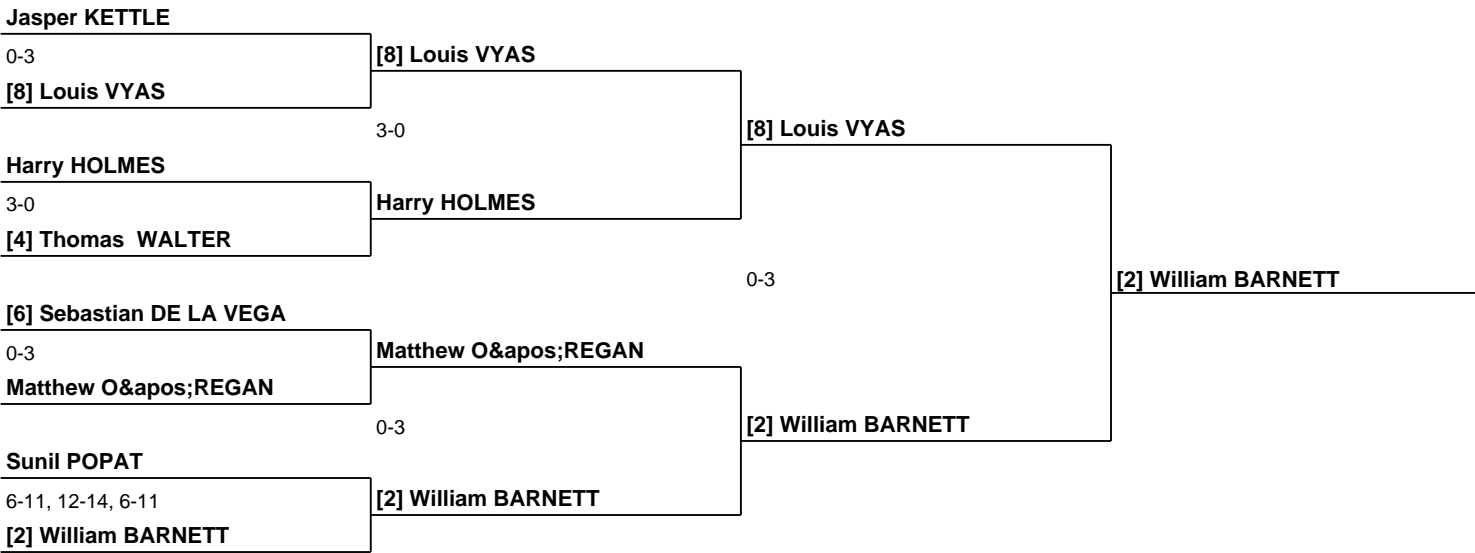 Jasper KETTLE
0-3
[8] Louis VYAS
[8] Louis VYAS
3-0
[8] Louis VYAS
Harry HOLMES
3-0
Harry HOLMES
[4] Thomas  WALTER
0-3
[2] William BARNETT
[6] Sebastian DE LA VEGA
0-3
Matthew O&apos;REGAN
Matthew O&apos;REGAN
0-3
[2] William BARNETT
Sunil POPAT
6-11, 12-14, 6-11
[2] William BARNETT
[2] William BARNETT